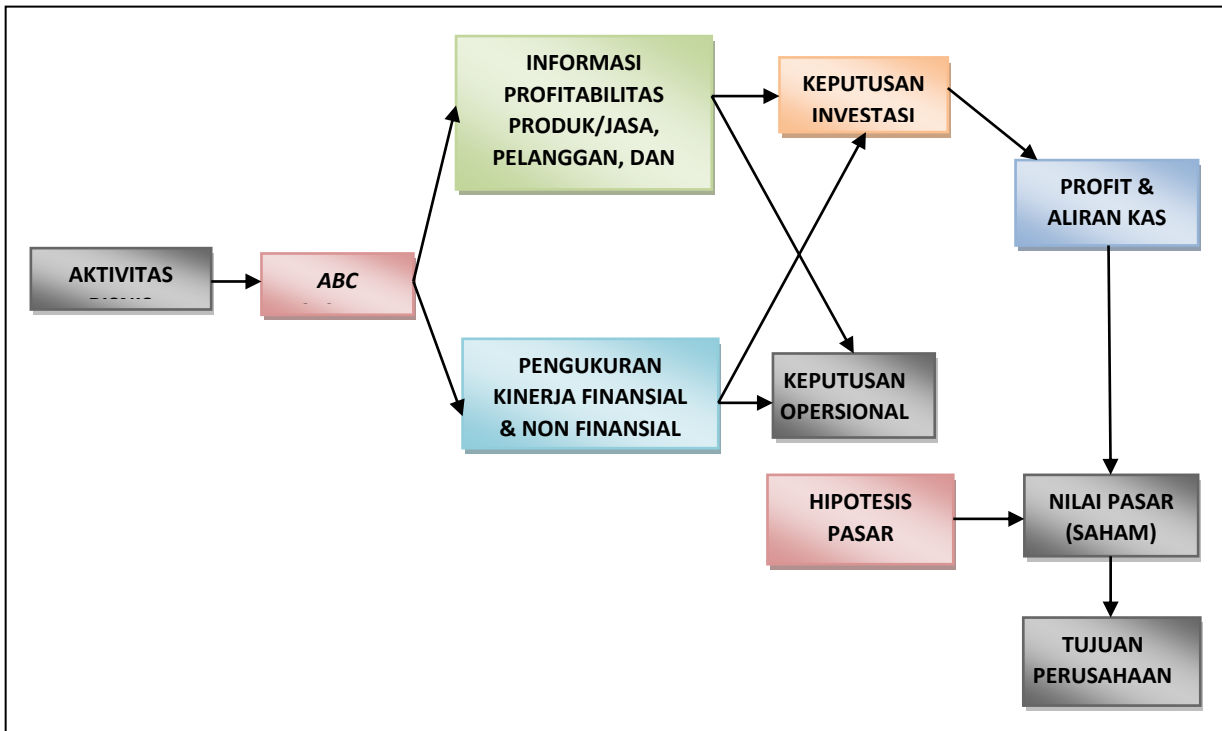 INFORMASI
PROFITABILITAS
PRODUK/JASA,
PELANGGAN, DAN
KEPUTUSAN
INVESTASI
PROFIT &
ALIRAN KAS
AKTIVITAS
ABC
PENGUKURAN
KINERJA FINANSIAL
& NON FINANSIAL
KEPUTUSAN
OPERSIONAL
HIPOTESIS
PASAR
NILAI PASAR
(SAHAM)
TUJUAN
PERUSAHAAN